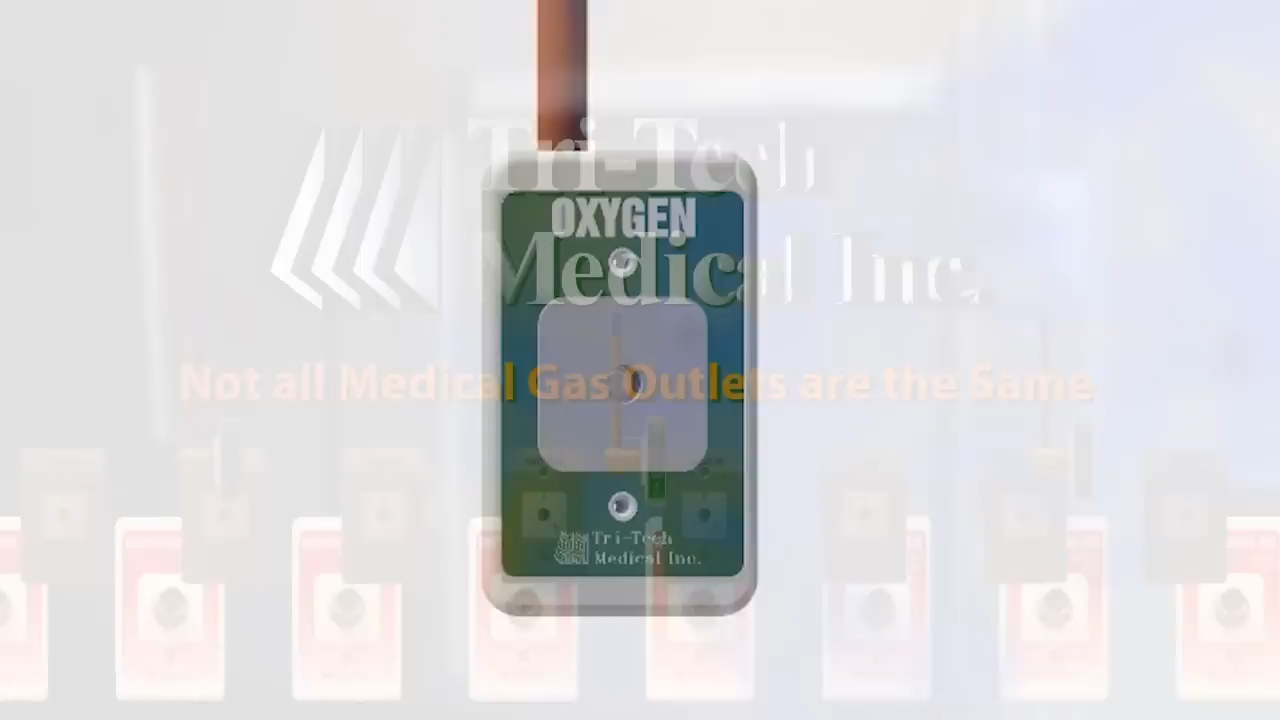 Tri-Tech
OXYGEN
Medical Inc.
Not all Medical Gas Outlets are the Same
Tri-Tech
Medical Inc.